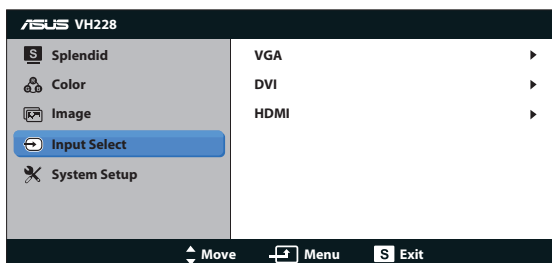 ASUS VH228
S Splendid
Color
Image
Input Select
System Setup
VGA
DVI
HDMI
Move Menu S Exit